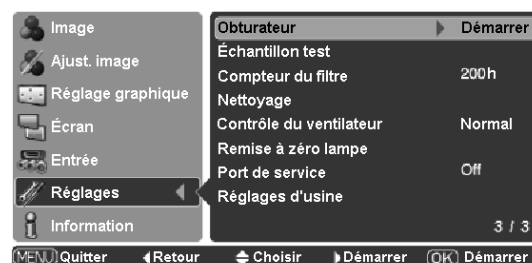 Image
Ajust. image
Réglage graphique
Écran
Entrée
Réglages
Information
Obturateur Démarrer
Échantillon test
Compteur du filtre 200h
Nettoyage
Contrôle du ventilateur Normal
Remise à zéro lampe
Port de service Off
Réglages d'usine
3 / 3
MENU Quitter Retour Choisir Démarrer OK Démarrer